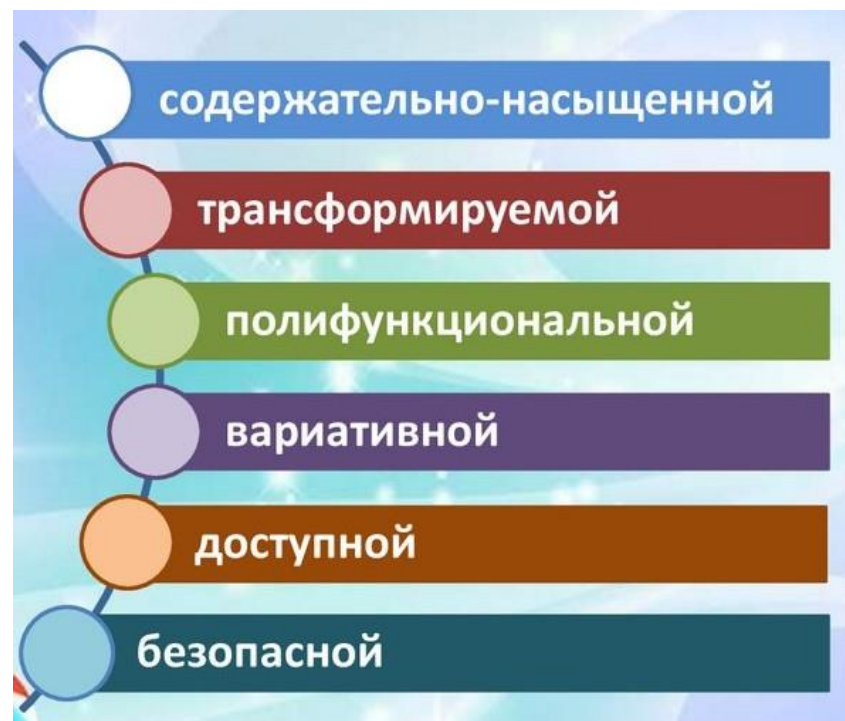 содержательно-насыщенной
трансформируемой
полифункциональной
вариативной
доступной
безопасной